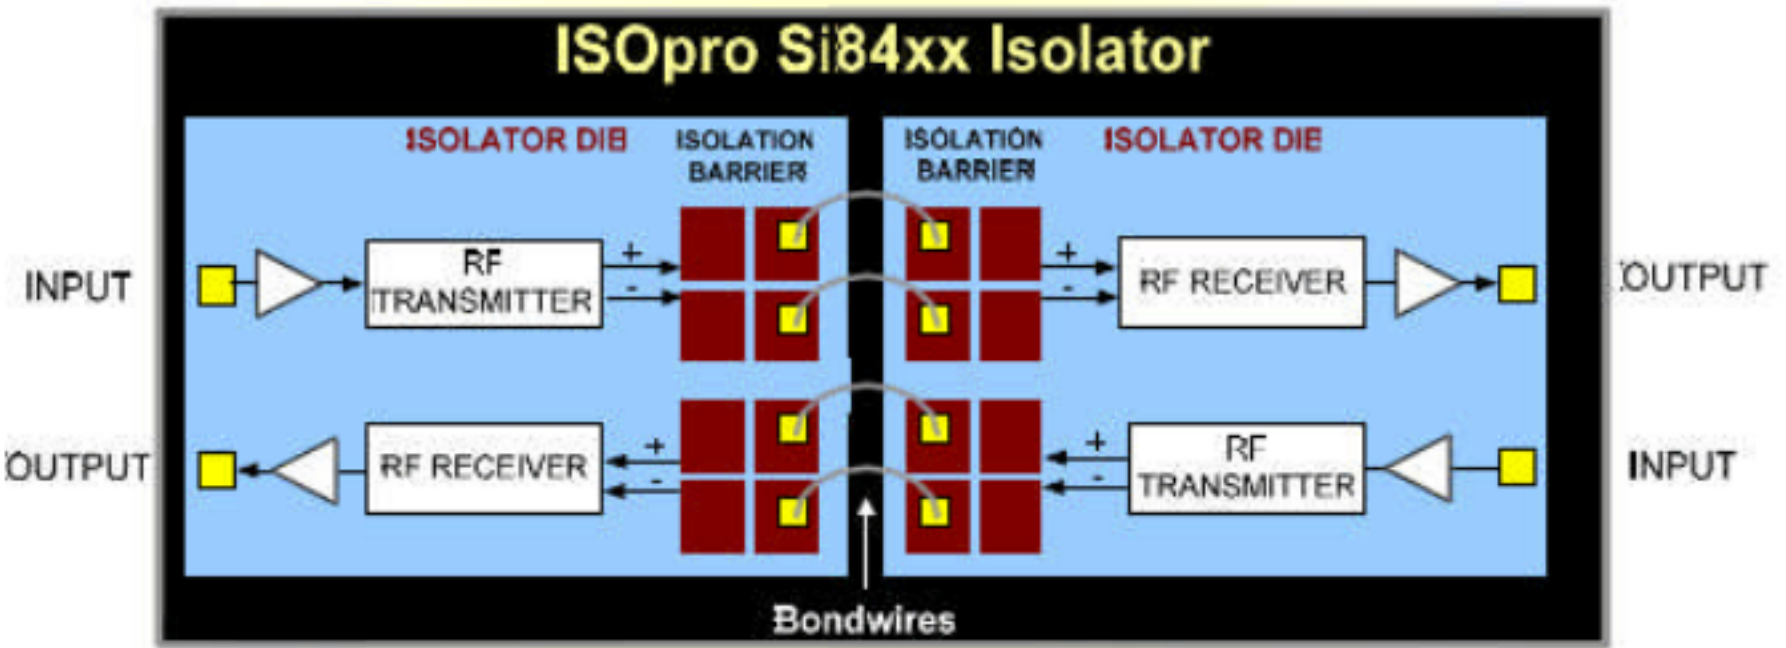 ISOpro Si84xx Isolator
ISOLATOR DIE
ISOLATION
BARRIER
ISOLATION
BARRIER
ISOLATOR DIE
INPUT
RF
TRANSMITTER
+
-
+
-
RF RECEIVER
OUTPUT
OUTPUT
RF RECEIVER
+
-
+
-
RF
TRANSMITTER
INPUT
Bondwires